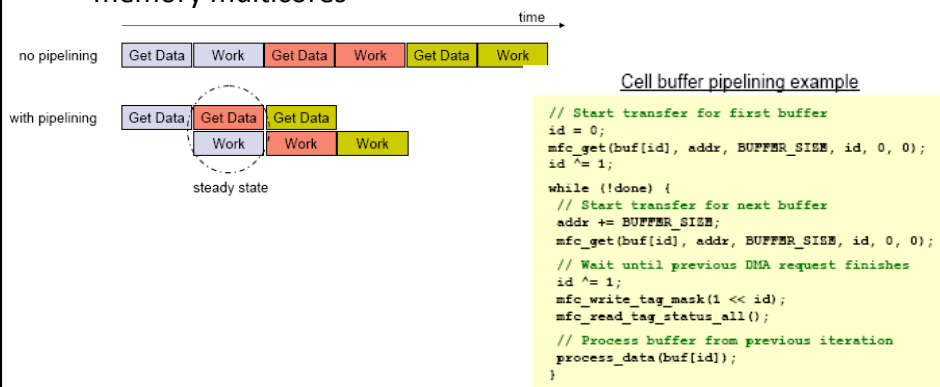 memory multicores
time
no pipelining
Get Data Work Get Data Work Get Data Work
with pipelining
Get Data Get Data Get Data
Work Work Work
steady state
Cell buffer pipelining example
// Start transfer for first buffer
id = 0;
mfc_get(buf[id], addr, BUFFER_SIZE, id, 0, 0);
id ^= 1;
while (!done) {
// Start transfer for next buffer
addr += BUFFER_SIZE;
mfc_get(buf[id], addr, BUFFER_SIZE, id, 0, 0);
// Wait until previous DMA request finishes
id ^= 1;
mfc_write_tag_mask(1 << id);
mfc_read_tag_status_all();
// Process buffer from previous iteration
process_data(buf[id]);
}